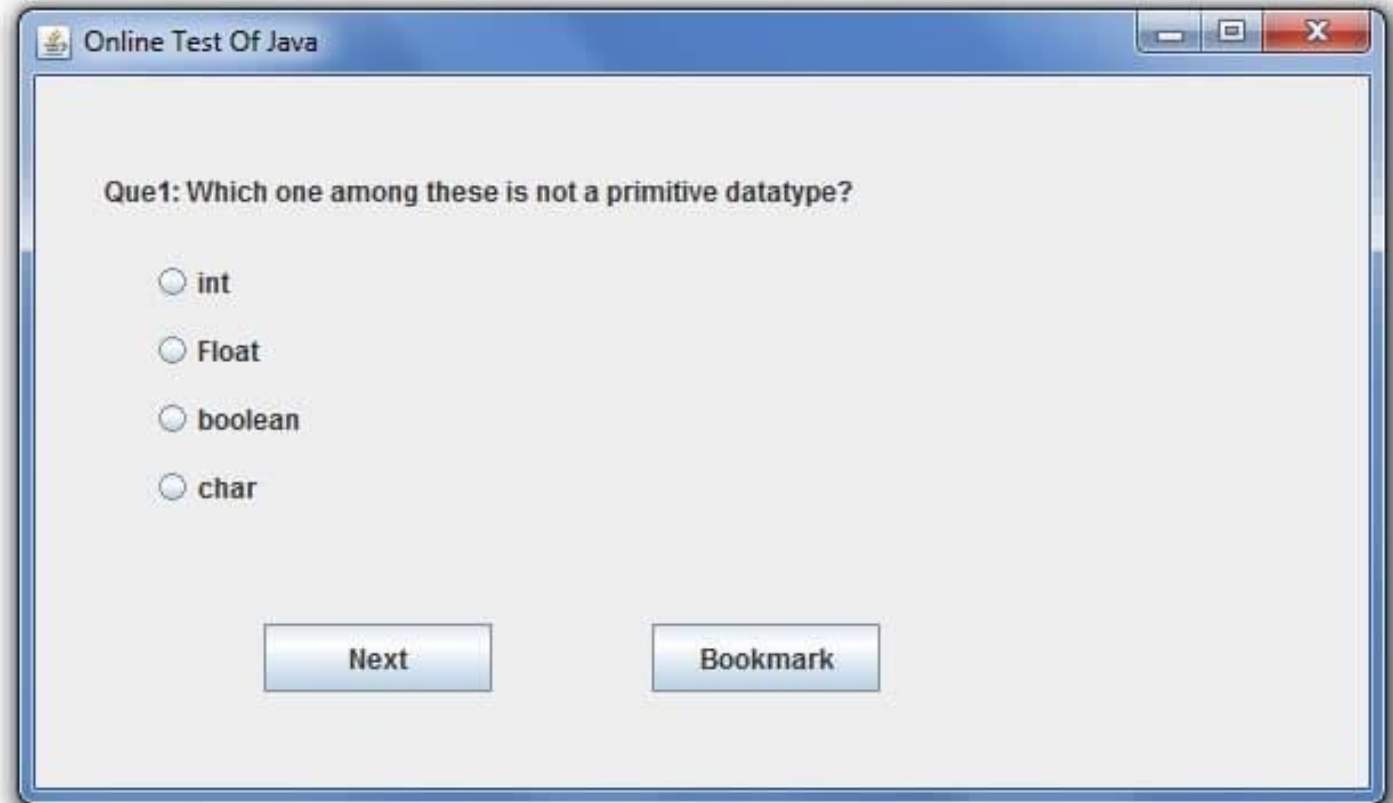 Online Test Of Java
Que1: Which one among these is not a primitive datatype?
int
Float
boolean
char
Next
Bookmark